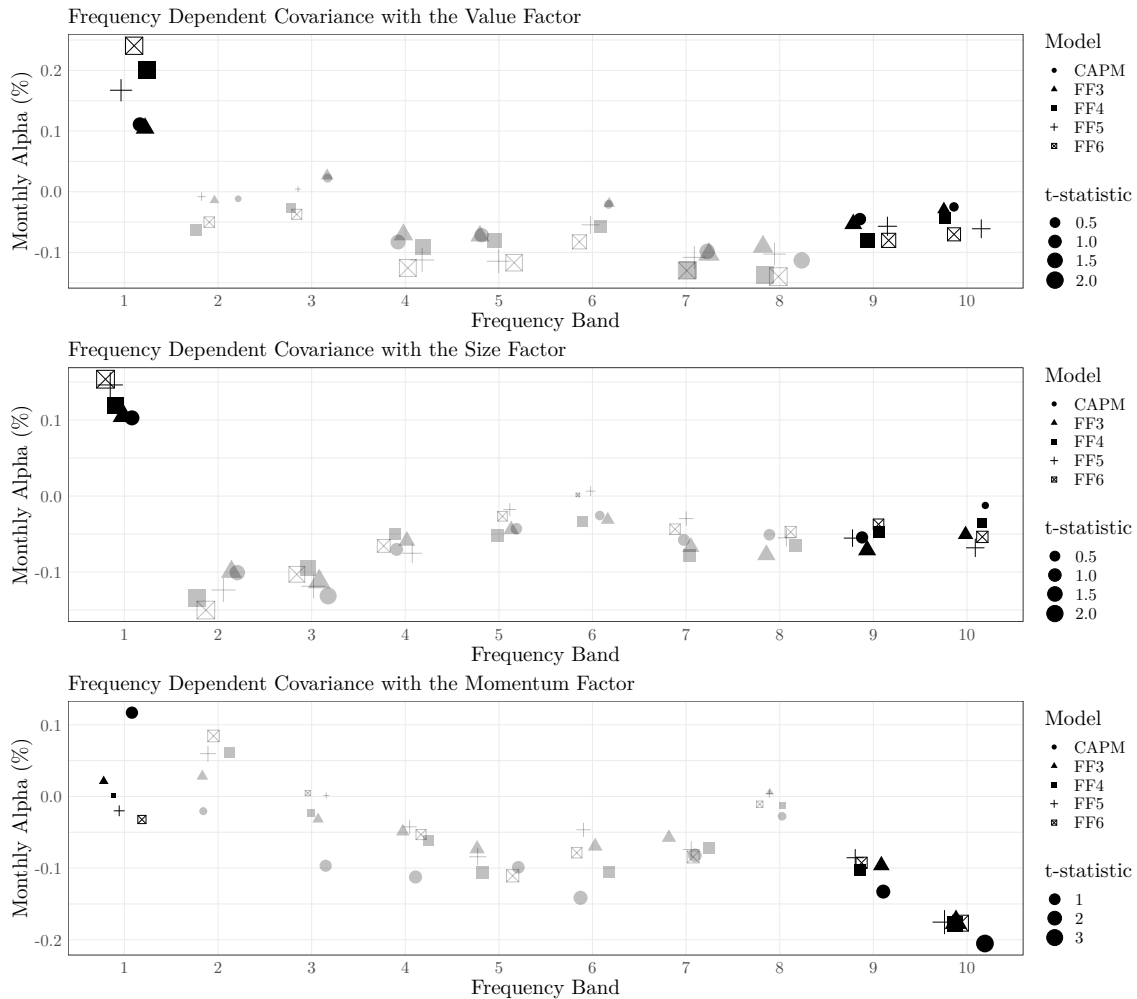 Frequency Dependent Covariance with the Value Factor
Monthly Alpha (%)
0.2
0.1
0.0
-0.1
1 2 3 4 5 6 7 8 9 10
Frequency Band
Model
CAPM
FF3
FF4
FF5
FF6
t-statistic
0.5
1.0
1.5
2.0
Frequency Dependent Covariance with the Size Factor
Monthly Alpha (%)
0.1
0.0
-0.1
1 2 3 4 5 6 7 8 9 10
Frequency Band
Model
CAPM
FF3
FF4
FF5
FF6
t-statistic
0.5
1.0
1.5
2.0
Frequency Dependent Covariance with the Momentum Factor
Monthly Alpha (%)
0.1
0.0
-0.1
-0.2
1 2 3 4 5 6 7 8 9 10
Frequency Band
Model
CAPM
FF3
FF4
FF5
FF6
t-statistic
1
2
3